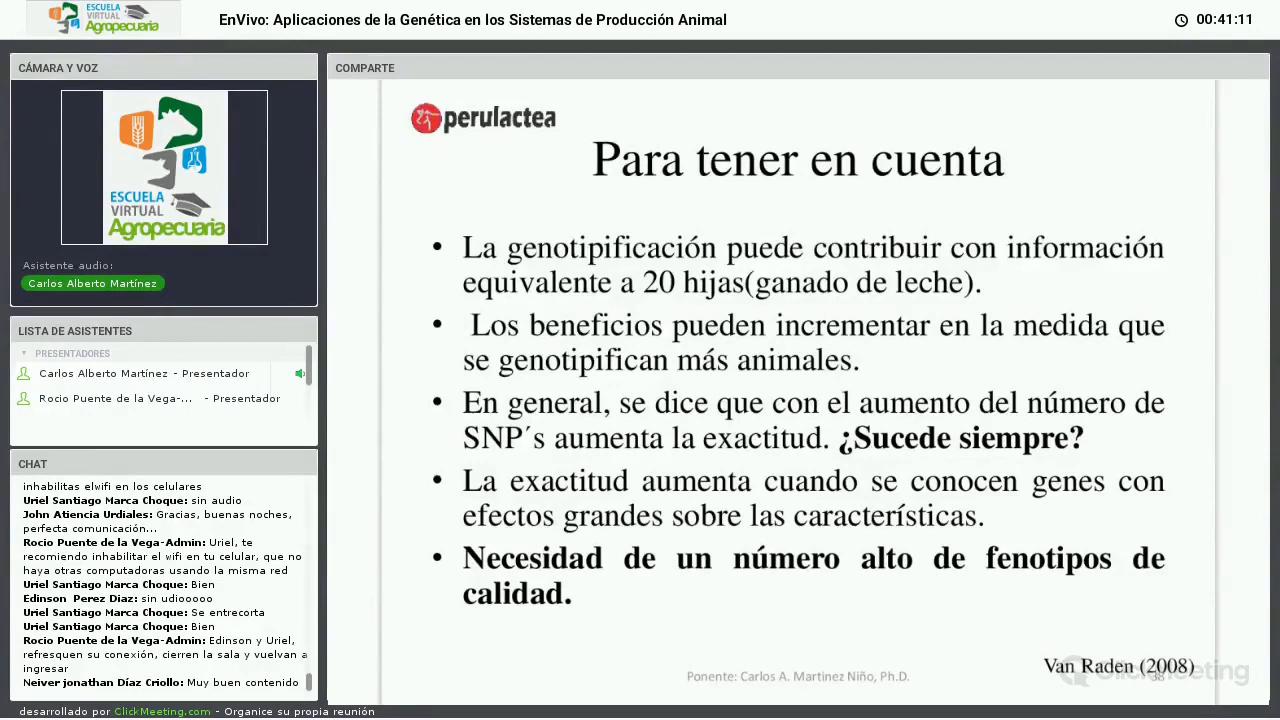 ESCUELA
VIRTUAL
Agropecuaria
EnVivo: Aplicaciones de la Genética en los Sistemas de Producción Animal
00:41:11
CÁMARA Y VOZ
ESCUELA
VIRTUAL
Agropecuaria
Asistente audio:
Carlos Alberto Martínez
LISTA DE ASISTENTES
PRESENTADORES
Carlos Alberto Martínez - Presentador
Rocio Puente de la Vega-... - Presentador
CHAT
inhabilitas elwifi en los celulares
Uriel Santiago Marca Choque: sin audio
John Atiencia Urdiales: Gracias, buenas noches,
perfecta comunicación...
Rocio Puente de la Vega-Admin: Uriel, te
recomiendo inhabilitar el wifi en tu celular, que no
haya otras computadoras usando la misma red
Uriel Santiago Marca Choque: Bien
Edinson Perez Diaz: sin udiooooo
Uriel Santiago Marca Choque: Se entrecorta
Uriel Santiago Marca Choque: Bien
Rocio Puente de la Vega-Admin: Edinson y Uriel,
refresquen su conexión, cierren la sala y vuelvan a
ingresar
Neiver jonathan Díaz Criollo: Muy buen contenido
COMPARTE
perulactea
Para tener en cuenta
• La genotipificación puede contribuir con información
equivalente a 20 hijas(ganado de leche).
• Los beneficios pueden incrementar en la medida que
se genotipifican más animales.
• En general, se dice que con el aumento del número de
SNP´s aumenta la exactitud. ¿Sucede siempre?
• La exactitud aumenta cuando se conocen genes con
efectos grandes sobre las características.
• Necesidad de un número alto de fenotipos de
calidad.
Van Raden (2008)
Ponente: Carlos A. Martinez Niño, Ph.D.
38
ClickMeeting
desarrollado por ClickMeeting.com - Organice su propia reunión